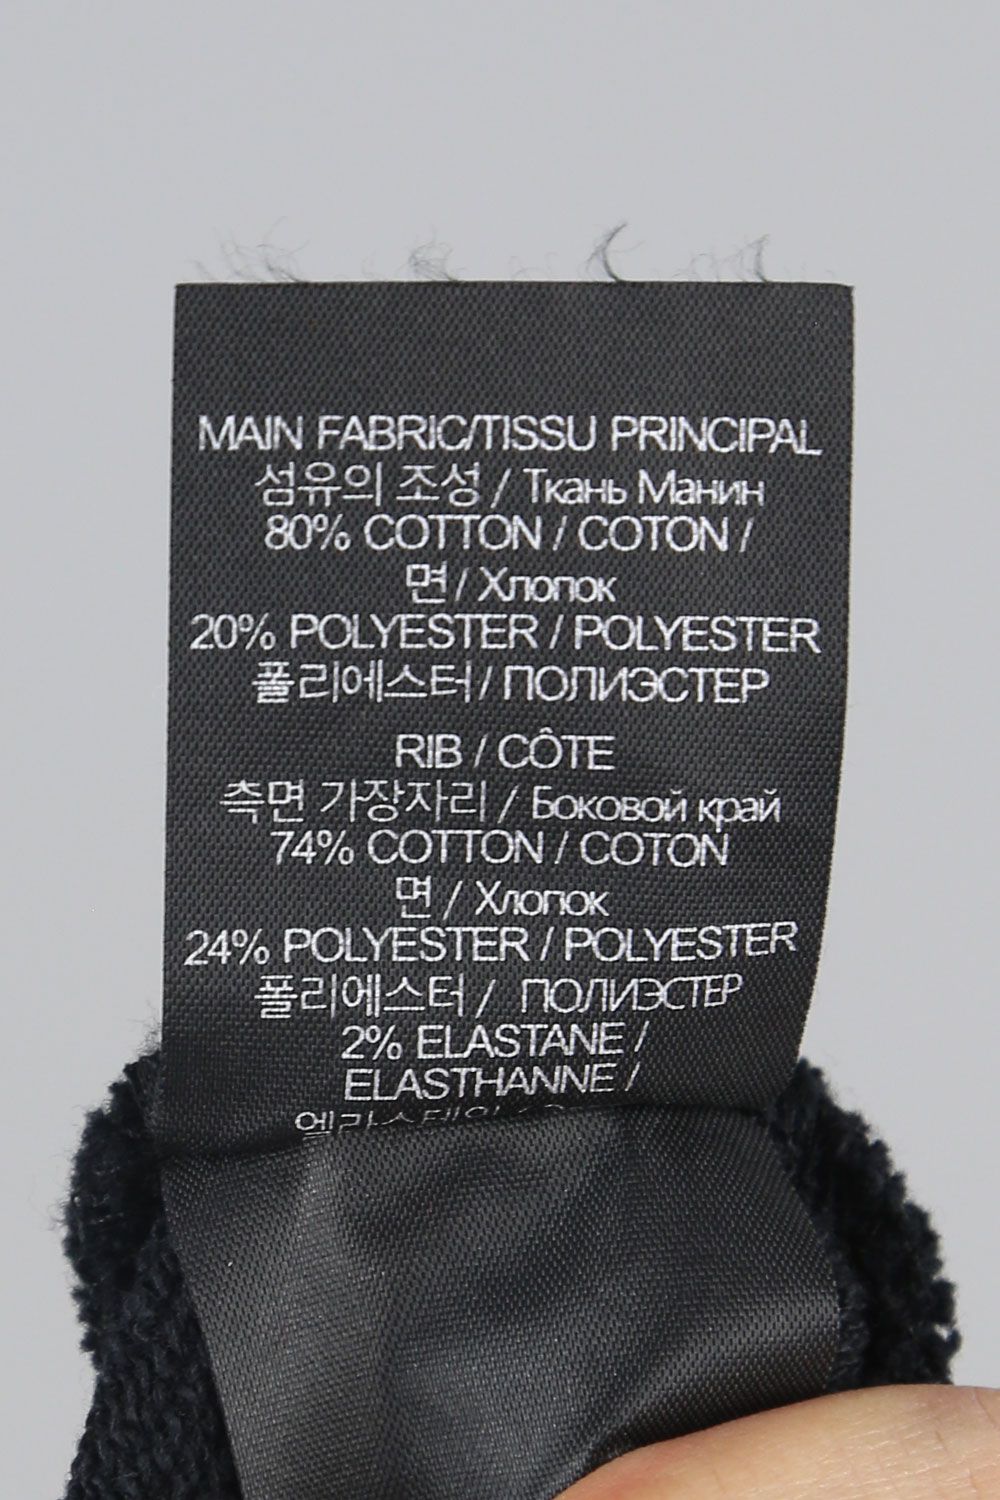 MAIN FABRIC/TISSU PRINCIPAL
섬유의 조성 / Ткань Манин
80% COTTON / COTON /
면 / Хлопок
20% POLYESTER / POLYESTER
폴리에스터 / ПОЛИЭСТЕР
RIB / CÔTE
측면 가장자리 / Боковой край
74% COTTON / COTON
면 / Хлопок
24% POLYESTER / POLYESTER
폴리에스터 / ПОЛИЭСТЕР
2% ELASTANE /
ELASTHANNE /